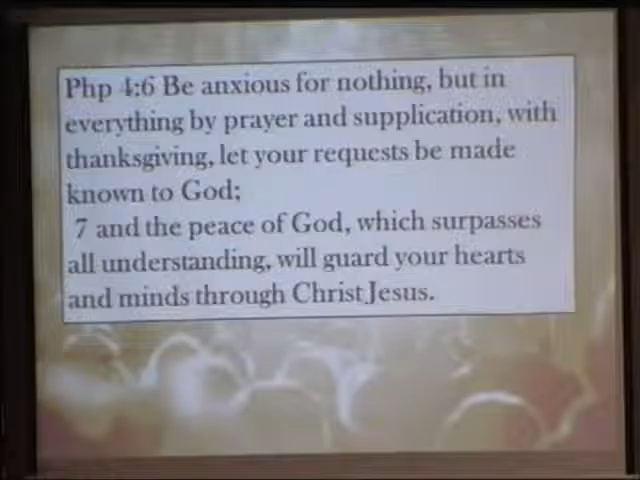 Php 4:6 Be anxious for nothing, but in
everything by prayer and supplication, with
thanksgiving, let your requests be made
known to God;
7 and the peace of God, which surpasses
all understanding, will guard your hearts
and minds through Christ Jesus.